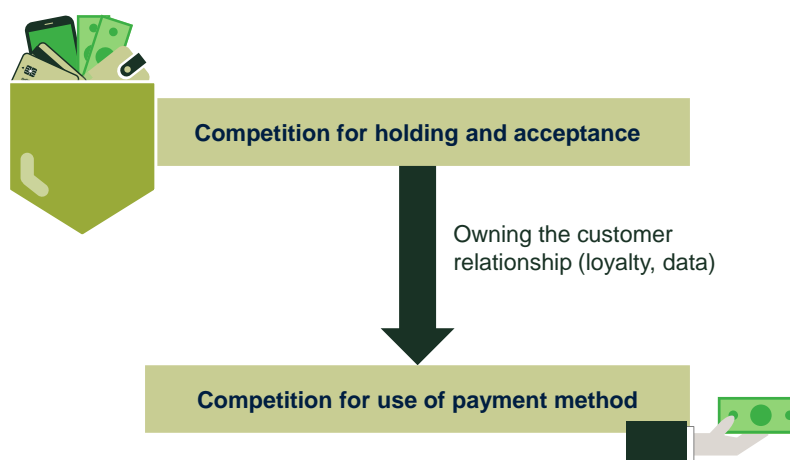 Competition for holding and acceptance
Owning the customer
relationship (loyalty, data)
Competition for use of payment method